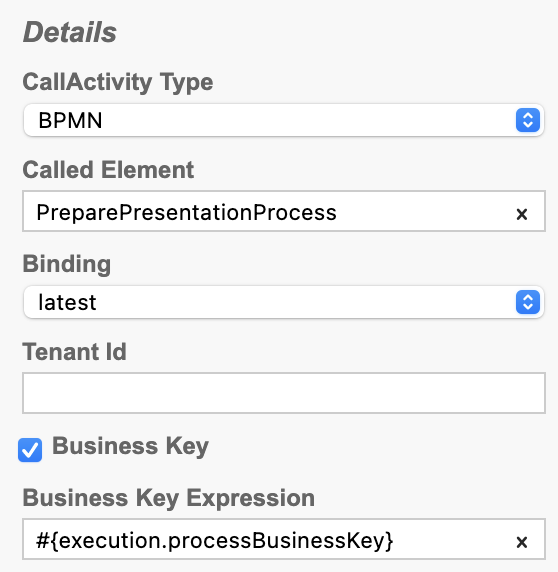 Details
CallActivity Type
BPMN
Called Element
PreparePresentationProcess
×
Binding
latest
Tenant Id
Business Key
Business Key Expression
#{execution.processBusinessKey}
×